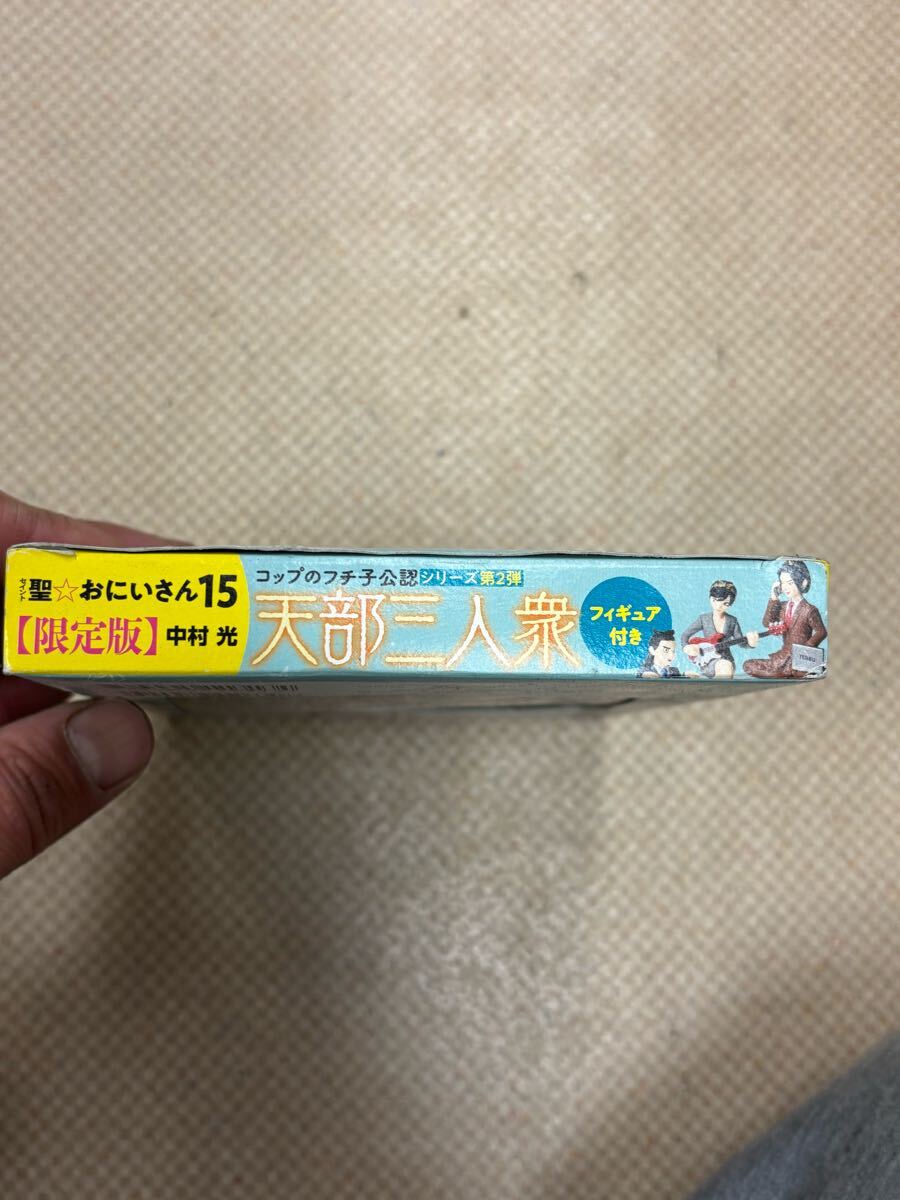 セイント
聖☆おにいさん15
【限定版】中村 光
コップのフチ子公認シリーズ第2弾
天部三人衆
フィギュア
付き